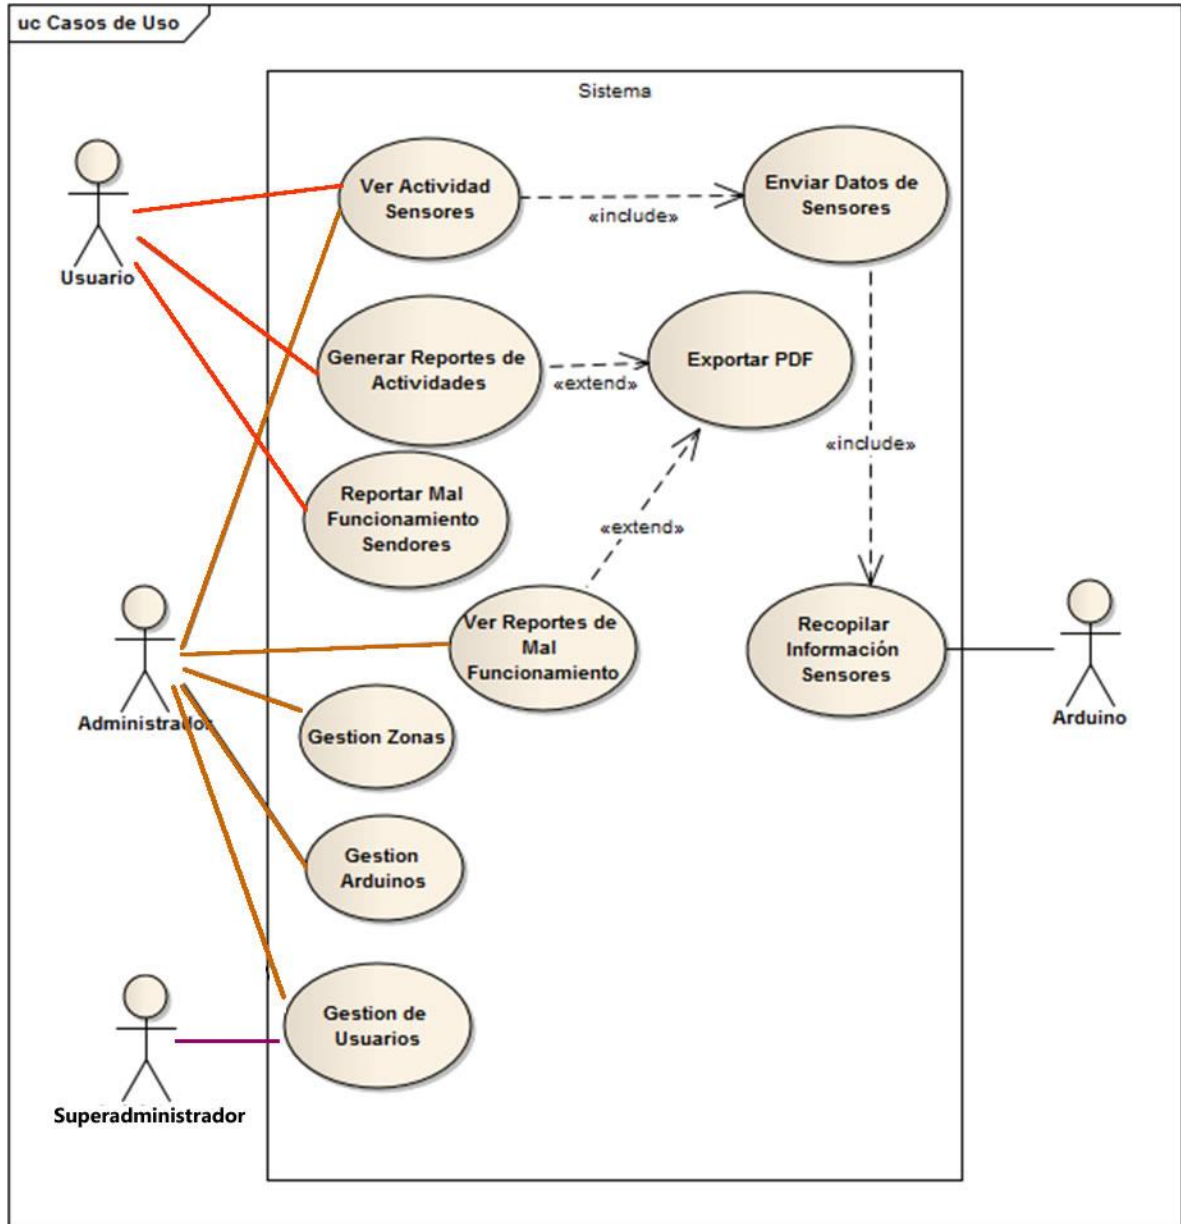 uc Casos de Uso
Sistema
Usuario
Ver Actividad
Sensores
«include»
Enviar Datos de
Sensores
Generar Reportes de
Actividades
«extend»
Exportar PDF
«include»
Reportar Mal
Funcionamiento
Sendores
«extend»
Ver Reportes de
Mal
Funcionamiento
Recopilar
Información
Sensores
Administrador
Arduino
Gestion Zonas
Gestion
Arduinos
Gestion de
Usuarios
Superadministrador